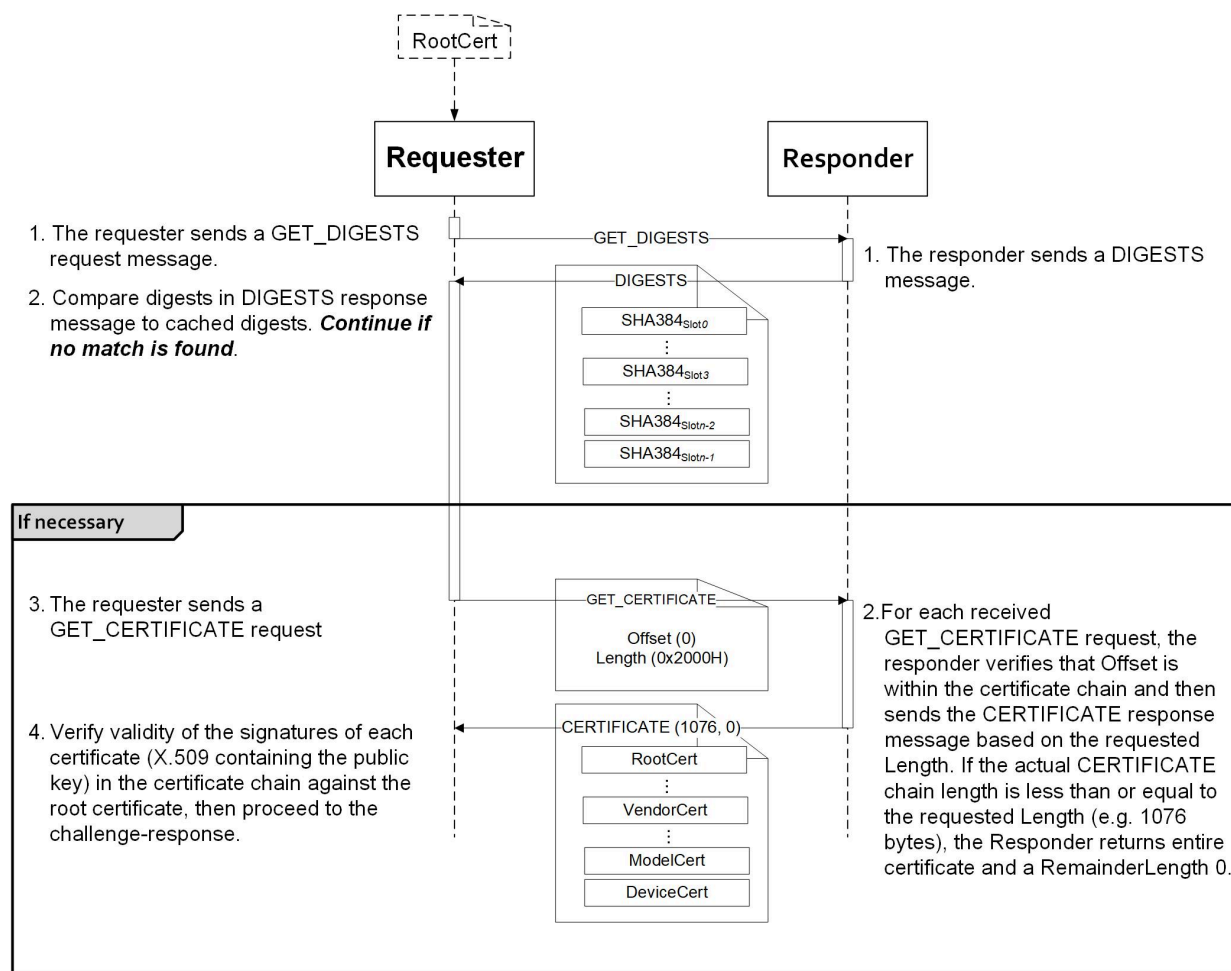 RootCert
Requester
Responder
1. The requester sends a GET_DIGESTS
request message.
2. Compare digests in DIGESTS response
message to cached digests. Continue if
no match is found.
GET_DIGESTS
DIGESTS
SHA384Slot0
⋮
SHA384Slot3
⋮
SHA384Slotn-2
SHA384Slotn-1
1. The responder sends a DIGESTS
message.
If necessary
3. The requester sends a
GET_CERTIFICATE request
4. Verify validity of the signatures of each
certificate (X.509 containing the public
key) in the certificate chain against the
root certificate, then proceed to the
challenge-response.
GET_CERTIFICATE
Offset (0)
Length (0x2000H)
CERTIFICATE (1076, 0)
RootCert
⋮
VendorCert
⋮
ModelCert
DeviceCert
2.For each received
GET_CERTIFICATE request, the
responder verifies that Offset is
within the certificate chain and then
sends the CERTIFICATE response
message based on the requested
Length. If the actual CERTIFICATE
chain length is less than or equal to
the requested Length (e.g. 1076
bytes), the Responder returns entire
certificate and a RemainderLength 0.